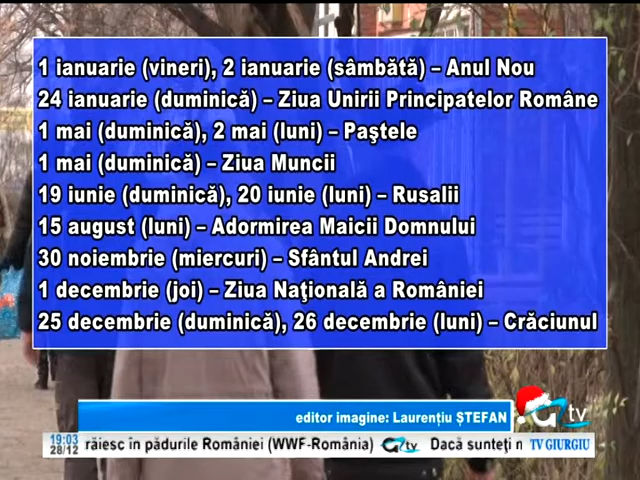 1 ianuarie (vineri), 2 ianuarie (sâmbătă) – Anul Nou
24 ianuarie (duminică) – Ziua Unirii Principatelor Române
1 mai (duminică), 2 mai (luni) – Paştele
1 mai (duminică) – Ziua Muncii
19 iunie (duminică), 20 iunie (luni) – Rusalii
15 august (luni) – Adormirea Maicii Domnului
30 noiembrie (miercuri) – Sfântul Andrei
1 decembrie (joi) – Ziua Naţională a României
25 decembrie (duminică), 26 decembrie (luni) – Crăciunul
editor imagine: Laurențiu ȘTEFAN
G tv
19:03
28/12
răiesc în pădurile României (WWF-România) G tv Dacă sunteți n
TV GIURGIU